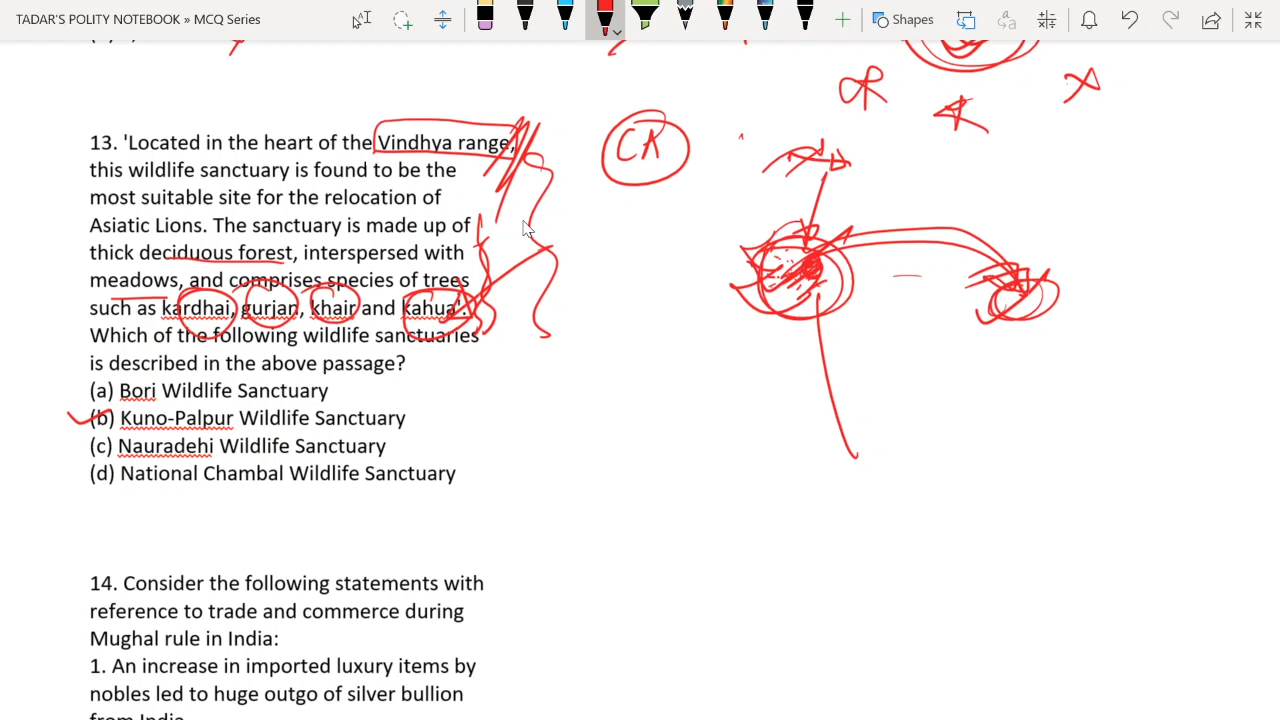 TADAR'S POLITY NOTEBOOK » MCQ Series
Shapes
CR
X
13. 'Located in the heart of the Vindhya range,
this wildlife sanctuary is found to be the
most suitable site for the relocation of
Asiatic Lions. The sanctuary is made up of
thick deciduous forest, interspersed with
meadows, and comprises species of trees
such as kardhai, gurjan, khair and kahua'.
Which of the following wildlife sanctuaries
is described in the above passage?
(a) Bori Wildlife Sanctuary
(b) Kuno-Palpur Wildlife Sanctuary
(c) Nauradehi Wildlife Sanctuary
(d) National Chambal Wildlife Sanctuary
14. Consider the following statements with
reference to trade and commerce during
Mughal rule in India:
1. An increase in imported luxury items by
nobles led to huge outgo of silver bullion
from India.